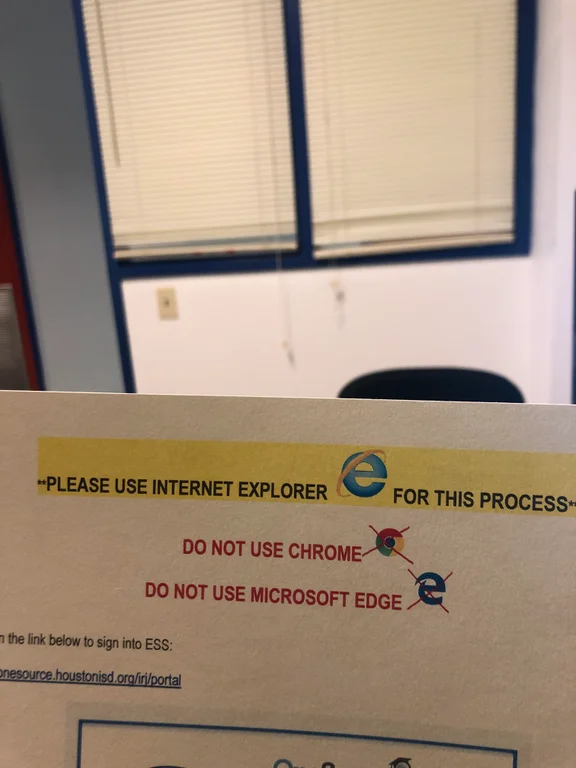 **PLEASE USE INTERNET EXPLORER FOR THIS PROCESS**
DO NOT USE CHROME
DO NOT USE MICROSOFT EDGE
the link below to sign into ESS:
onesource.houstonisd.org/irj/portal